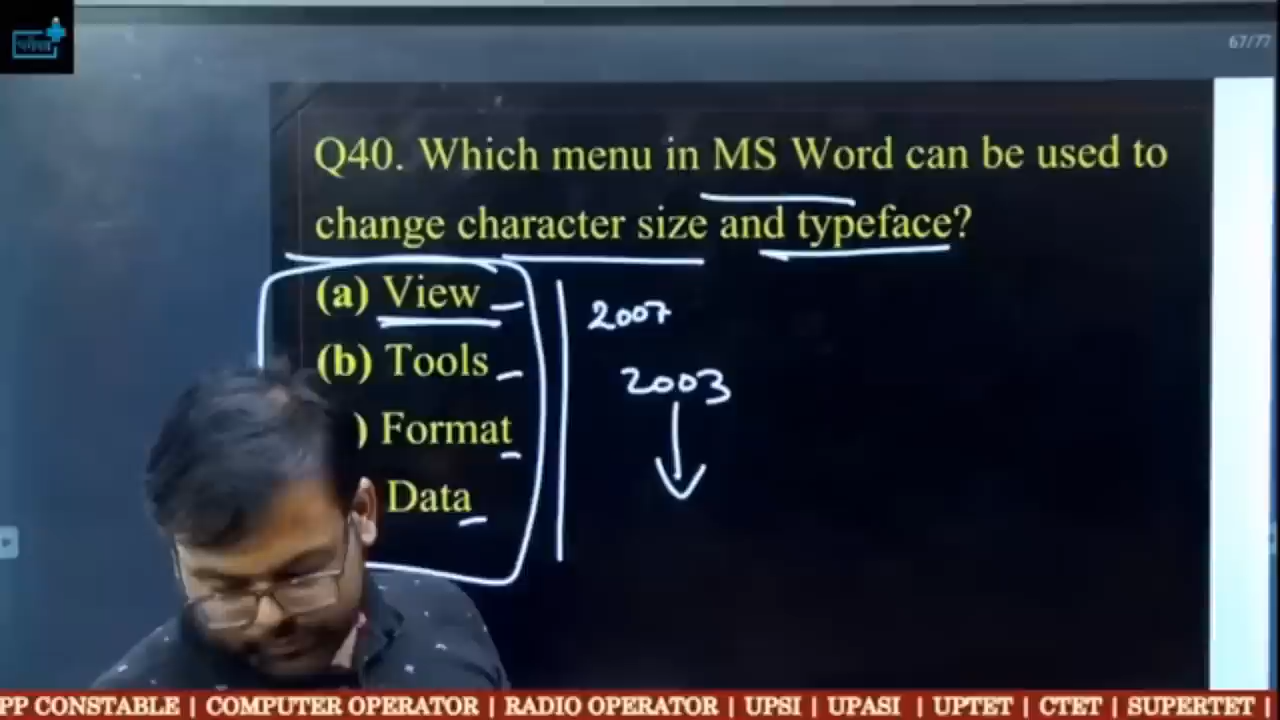 67/77
Q40. Which menu in MS Word can be used to
change character size and typeface?
(a) View
2007
(b) Tools
2003
) Format
Data
PP CONSTABLE | COMPUTER OPERATOR | RADIO OPERATOR | UPSI | UPASI | UPTET | CTET | SUPERTET |